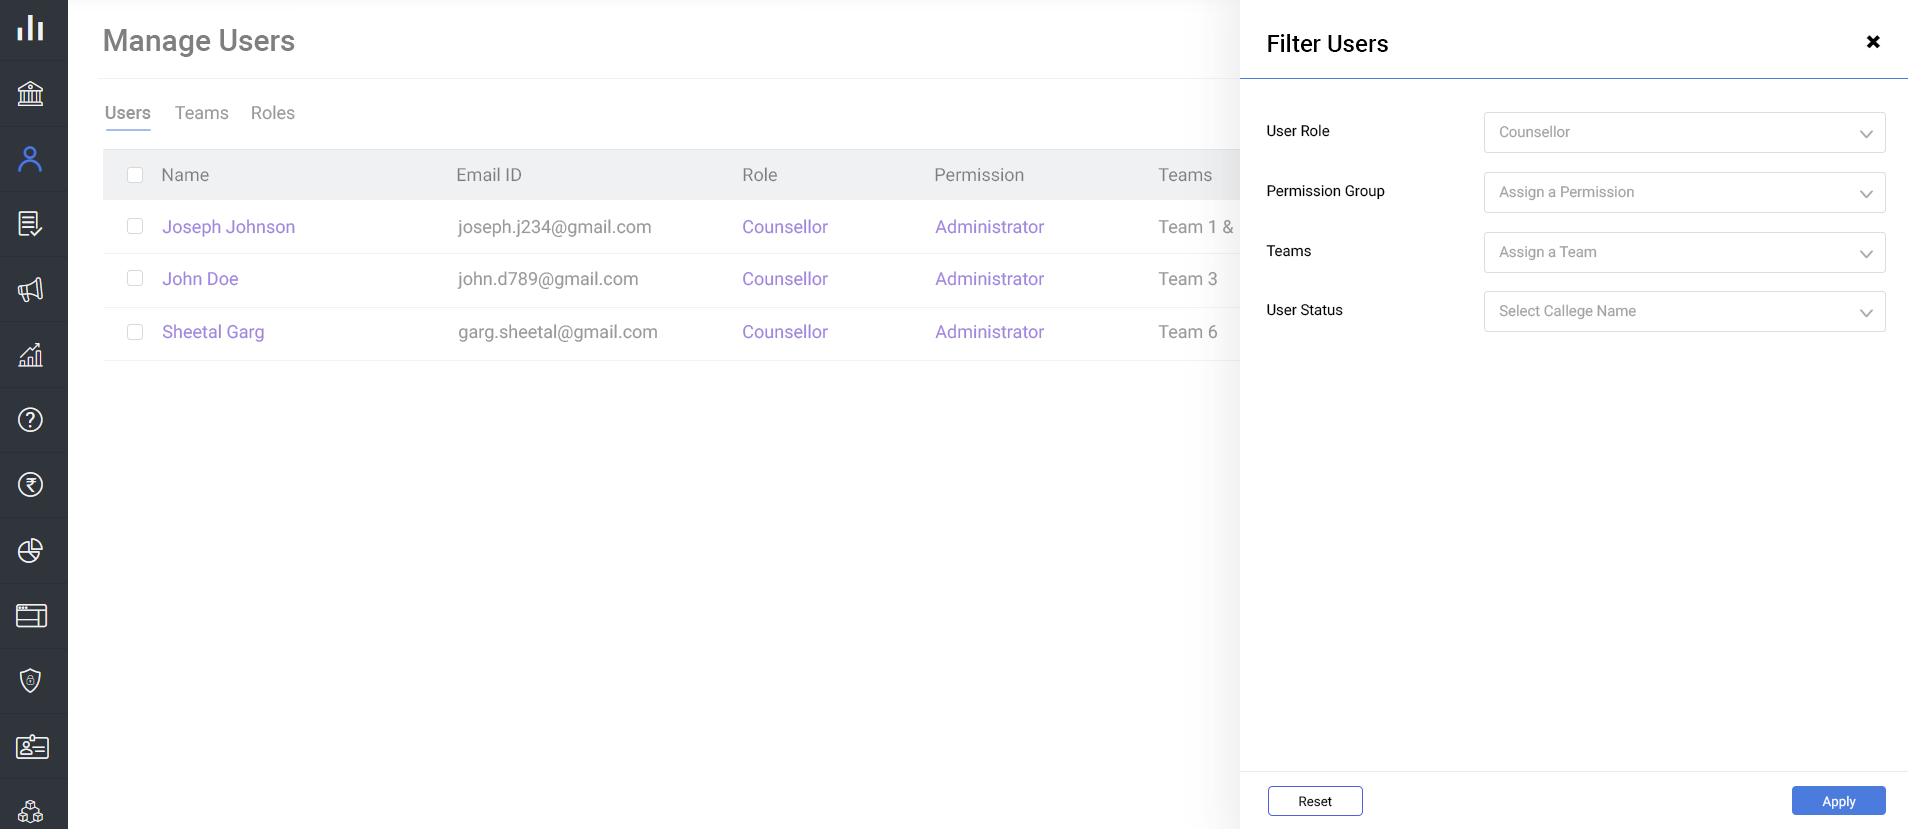 Manage Users
Users Teams Roles
Name Email ID Role Permission Teams
Joseph Johnson joseph.j234@gmail.com Counsellor Administrator Team 1 &
John Doe john.d789@gmail.com Counsellor Administrator Team 3
Sheetal Garg garg.sheetal@gmail.com Counsellor Administrator Team 6
Filter Users
User Role Counsellor
Permission Group Assign a Permission
Teams Assign a Team
User Status Select Callege Name
Reset Apply